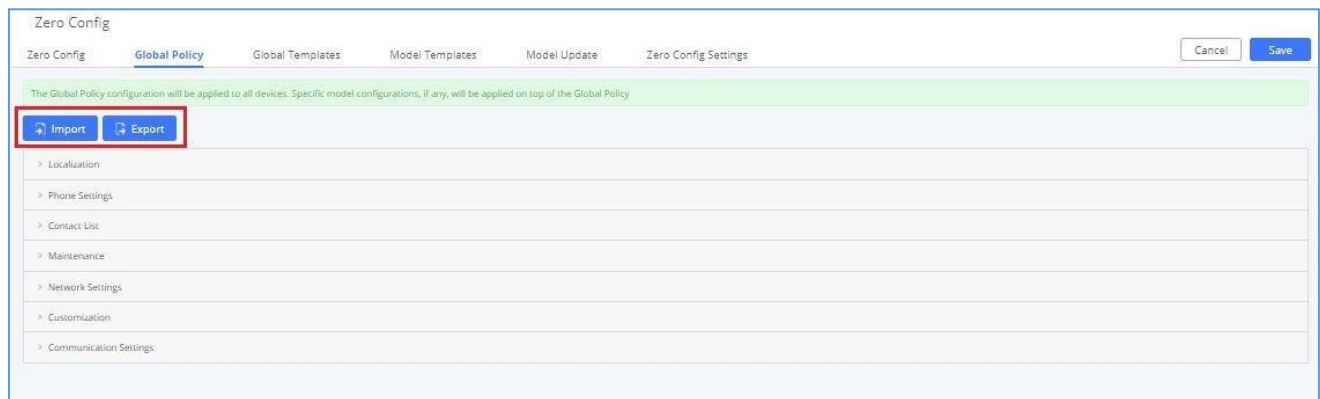 Zero Config
Zero Config Global Policy Global Templates Model Templates Model Update Zero Config Settings Cancel Save
The Global Policy configuration will be applied to all devices. Specific model configurations, if any, will be applied on top of the Global Policy
Import Export
> Localization
> Phone Settings
> Contact List
> Maintenance
> Network Settings
> Customization
> Communication Settings